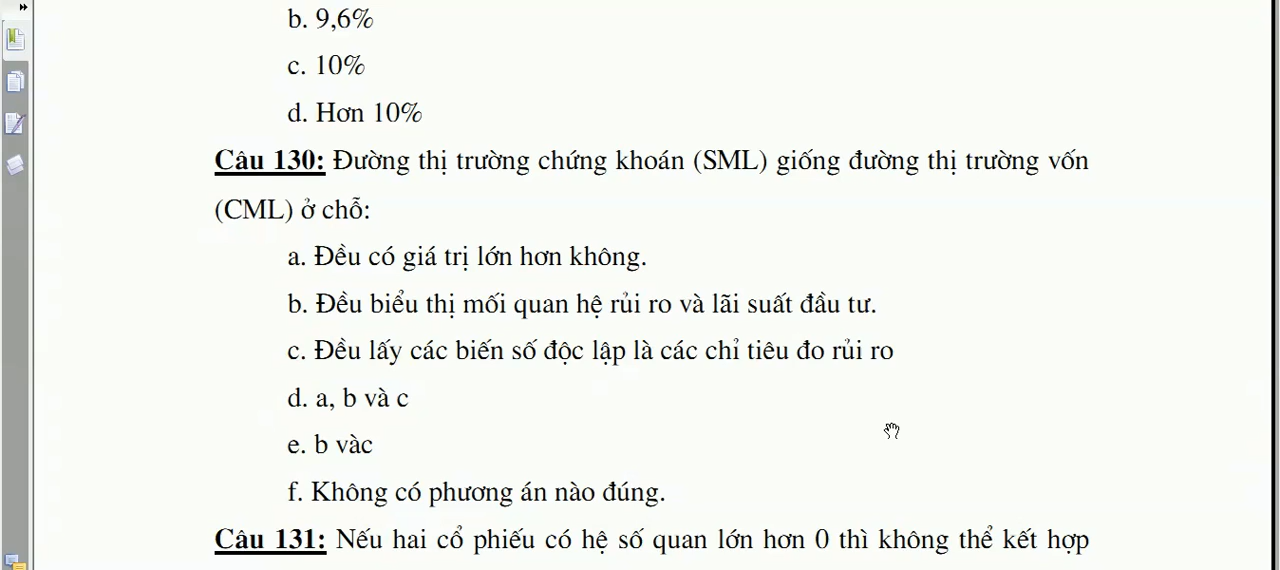 b. 9,6%
c. 10%
d. Hơn 10%
Câu 130: Đường thị trường chứng khoán (SML) giống đường thị trường vốn
(CML) ở chỗ:
a. Đều có giá trị lớn hơn không.
b. Đều biểu thị mối quan hệ rủi ro và lãi suất đầu tư.
c. Đều lấy các biến số độc lập là các chỉ tiêu đo rủi ro
d. a, b và c
e. b vàc
f. Không có phương án nào đúng.
Câu 131: Nếu hai cổ phiếu có hệ số quan lớn hơn 0 thì không thể kết hợp